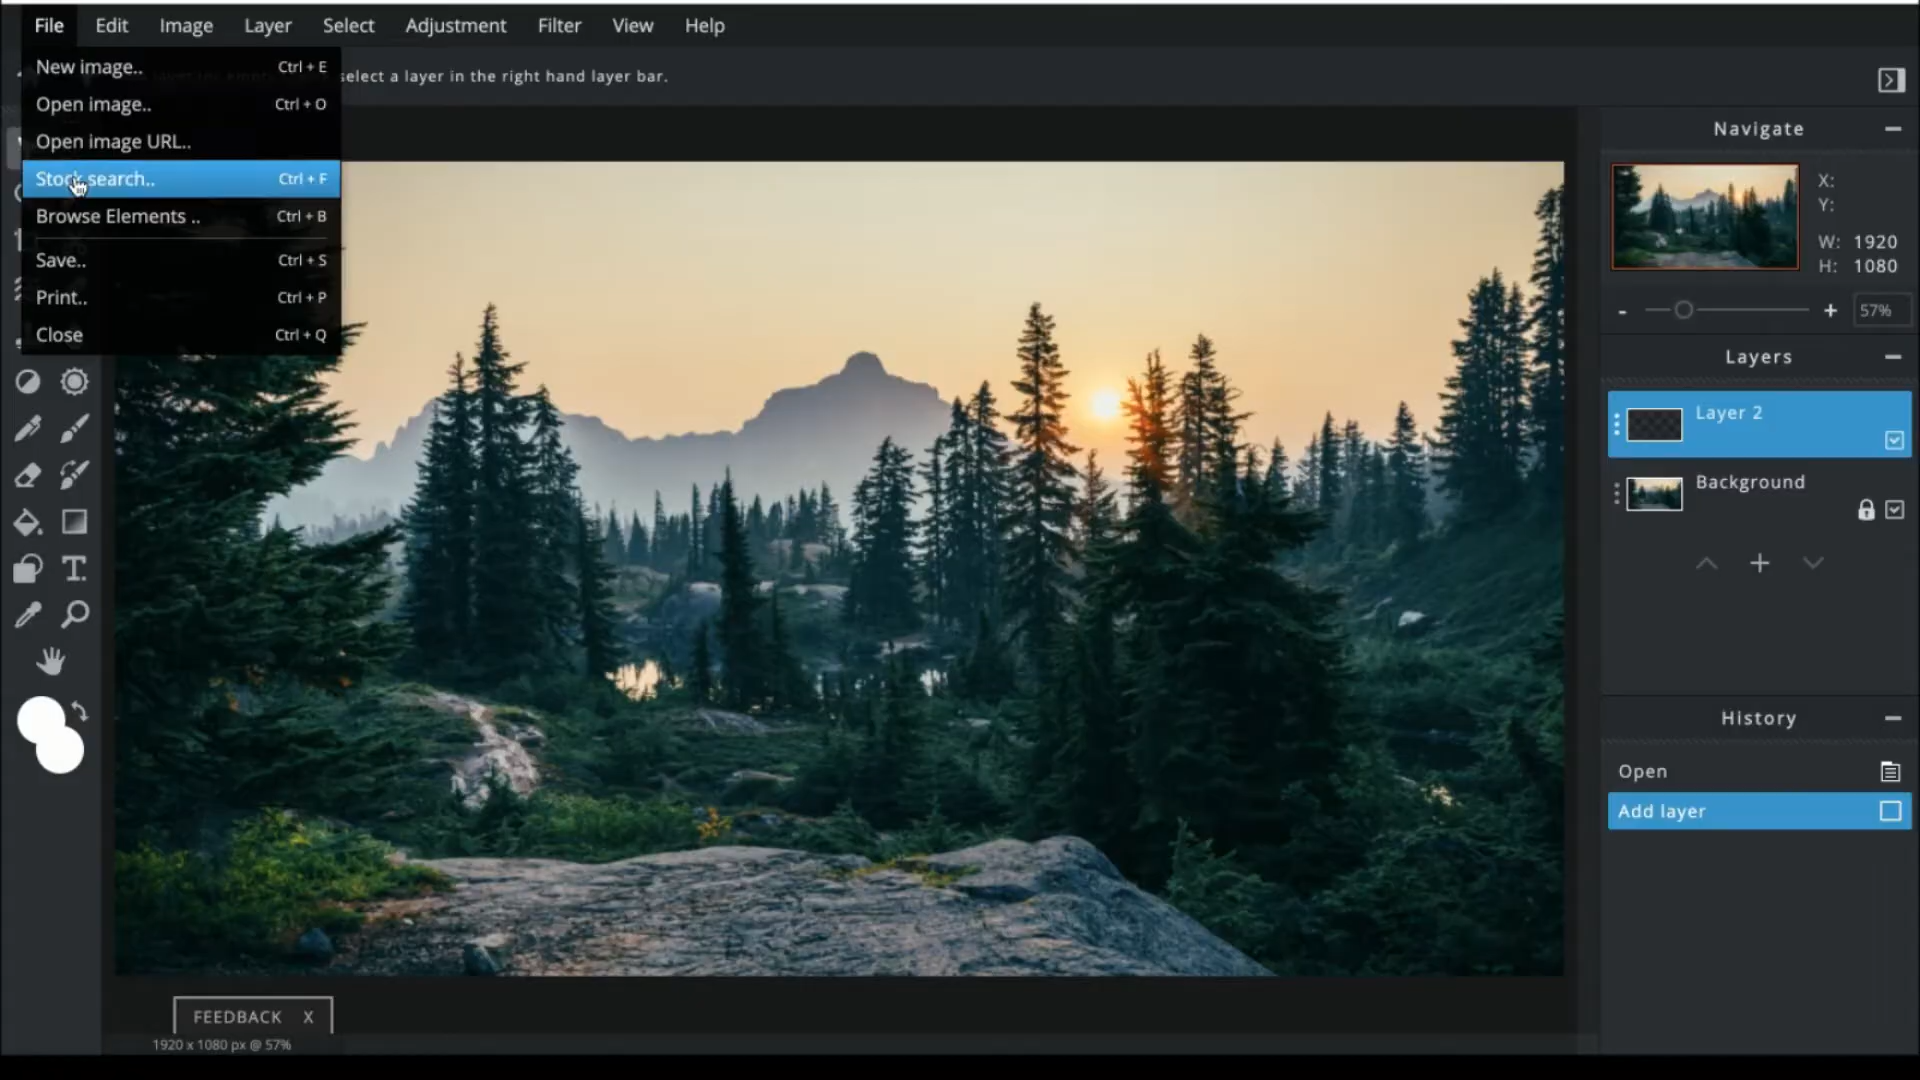 File Edit Image Layer Select Adjustment Filter View Help
New image.. Ctrl + E
select a layer in the right hand layer bar.
Open image.. Ctrl + O
Open image URL..
Stock search.. Ctrl + F
Browse Elements .. Ctrl + B
Save.. Ctrl + S
Print.. Ctrl + P
Close Ctrl + Q
Navigate
X:
Y:
W: 1920
H: 1080
- + 57%
Layers
Layer 2
Background
History
Open
Add layer
FEEDBACK X
1920 x 1080 px @ 57%